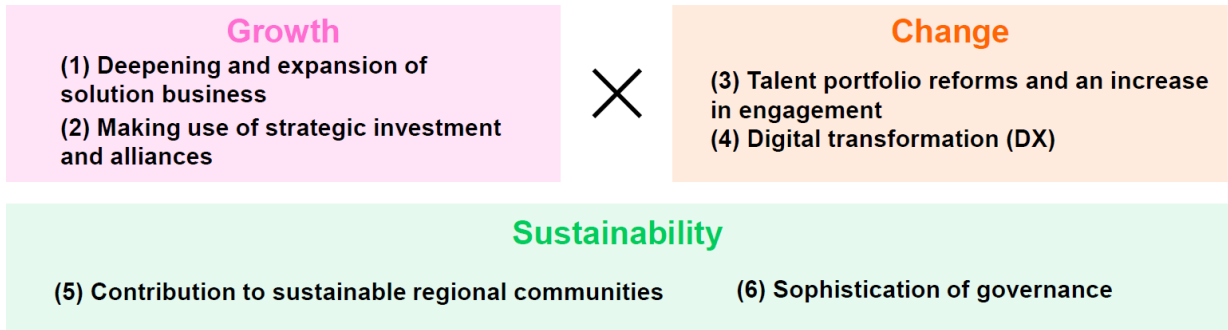 Growth
(1) Deepening and expansion of
solution business
(2) Making use of strategic investment
and alliances
Change
(3) Talent portfolio reforms and an increase
in engagement
(4) Digital transformation (DX)
Sustainability
(5) Contribution to sustainable regional communities
(6) Sophistication of governance